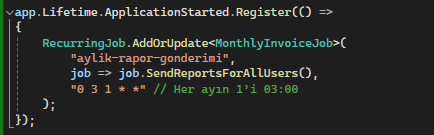 app.Lifetime.ApplicationStarted.Register(() =>
{
    RecurringJob.AddOrUpdate<MonthlyInvoiceJob>(
        "aylik-rapor-gonderimi",
        job => job.SendReportsForAllUsers(),
        "0 3 1 * *" // Her ayın 1'i 03:00
    );
});